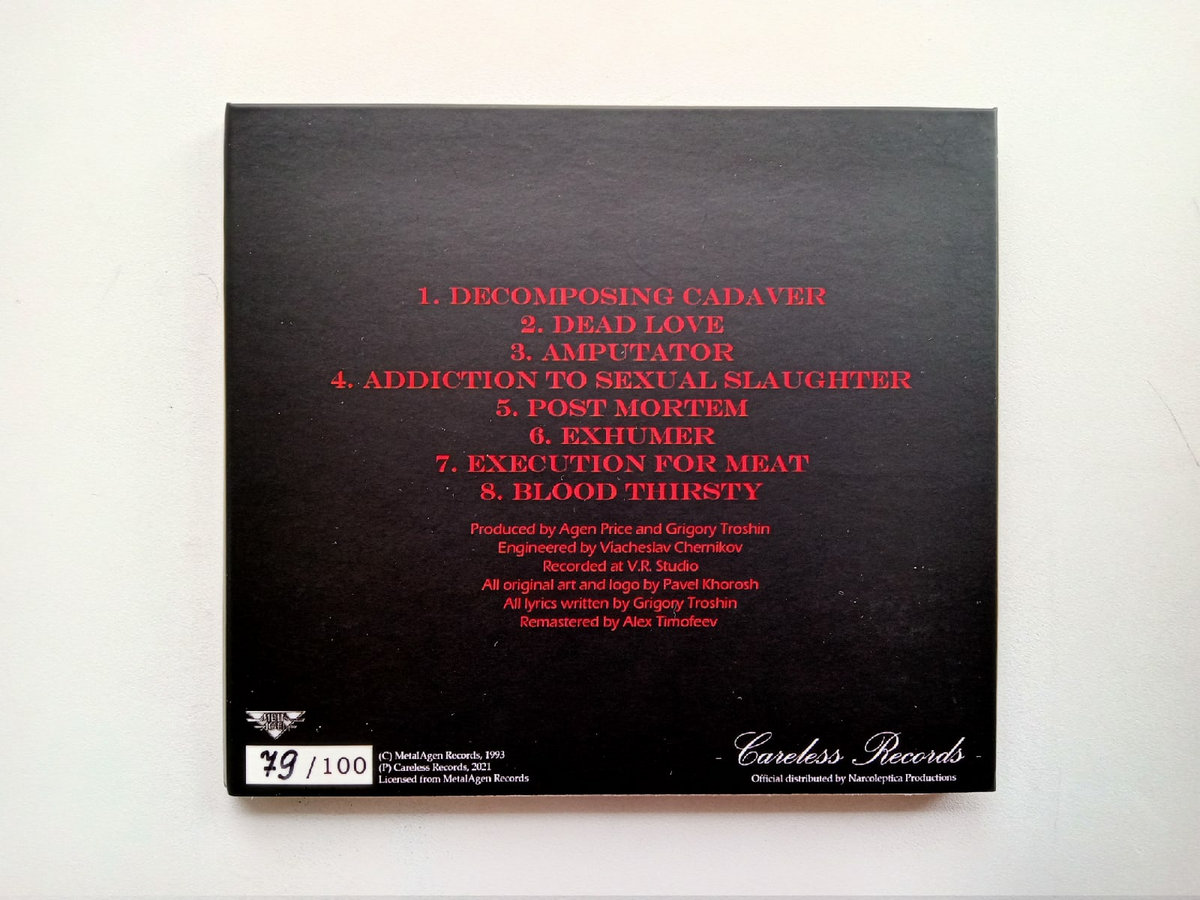 1. DECOMPOSING CADAVER
2. DEAD LOVE
3. AMPUTATOR
4. ADDICTION TO SEXUAL SLAUGHTER
5. POST MORTEM
6. EXHUMER
7. EXECUTION FOR MEAT
8. BLOOD THIRSTY
Produced by Agen Price and Grigory Troshin
Engineered by Viacheslav Chernikov
Recorded at V.R. Studio
All original art and logo by Pavel Khorosh
All lyrics written by Grigory Troshin
Remastered by Alex Timofeev
79 / 100
(C) MetalAgen Records, 1993
(P) Careless Records, 2021
Licensed from MetalAgen Records
- Careless Records -
Official distributed by Narcoleptica Productions